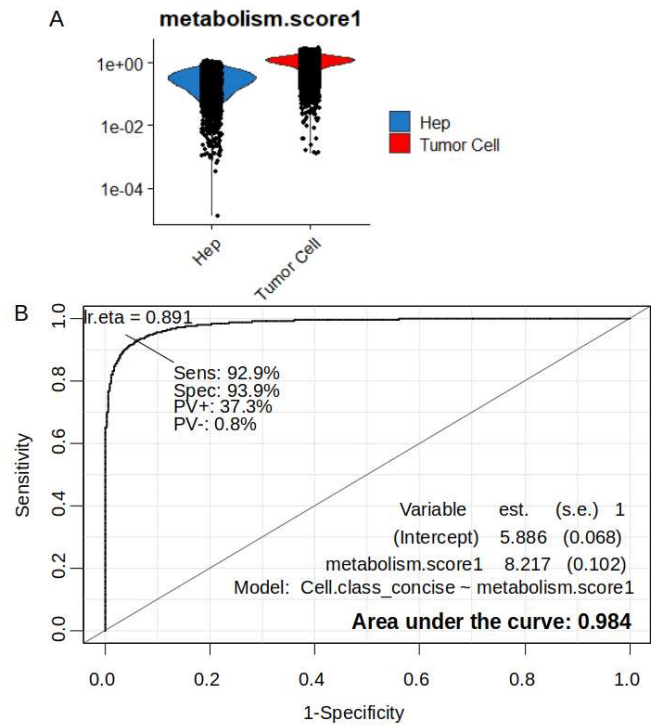 A
metabolism.score1
1e+00
1e-02
1e-04
Hep
Tumor Cell
Hep
Tumor Cell
B
lr.eta = 0.891
Sens: 92.9%
Spec: 93.9%
PV+: 37.3%
PV-: 0.8%
Variable est. (s.e.) 1
(Intercept) 5.886 (0.068)
metabolism.score1 8.217 (0.102)
Model: Cell.class_concise ~ metabolism.score1
Area under the curve: 0.984
Sensitivity
1.0
0.8
0.6
0.4
0.2
0.0
0.0 0.2 0.4 0.6 0.8 1.0
1-Specificity